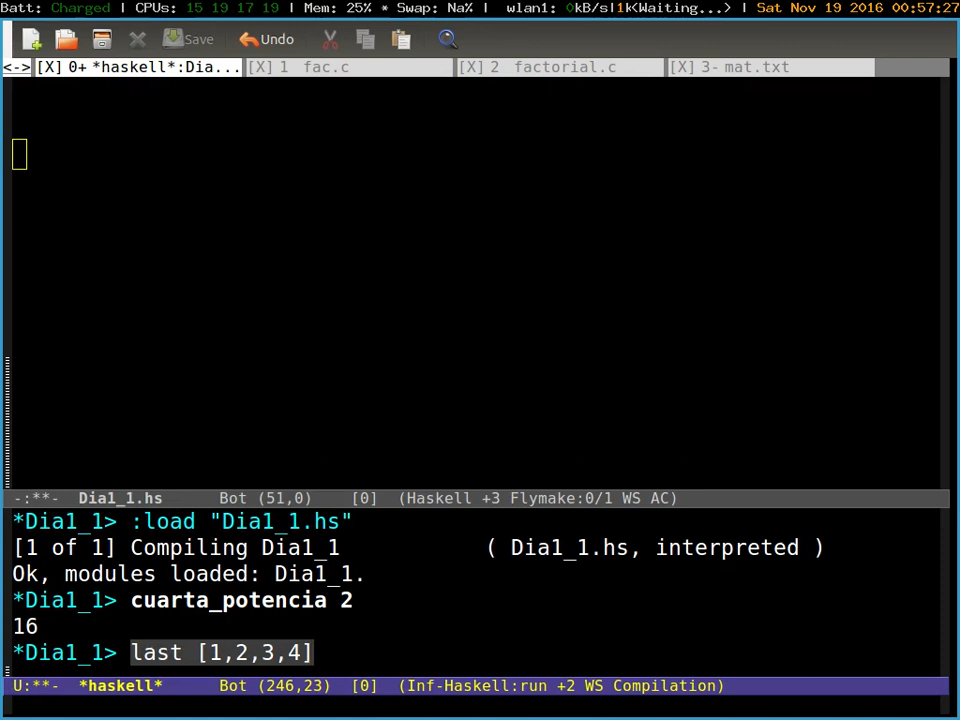 Batt: Charged | CPUs: 15 19 17 19 | Mem: 25% * Swap: Na% | wlan1: 0kB/s|1k<Waiting...> | Sat Nov 19 2016 00:57:27
Save Undo
<-> [X] 0+ *haskell*:Dia... [X] 1 fac.c [X] 2 factorial.c [X] 3- mat.txt
-:**- Dia1_1.hs Bot (51,0) [0] (Haskell +3 Flymake:0/1 WS AC)
*Dia1_1> :load "Dia1_1.hs"
[1 of 1] Compiling Dia1_1 ( Dia1_1.hs, interpreted )
Ok, modules loaded: Dia1_1.
*Dia1_1> cuarta_potencia 2
16
*Dia1_1> last [1,2,3,4]
U:**- *haskell* Bot (246,23) [0] (Inf-Haskell:run +2 WS Compilation)